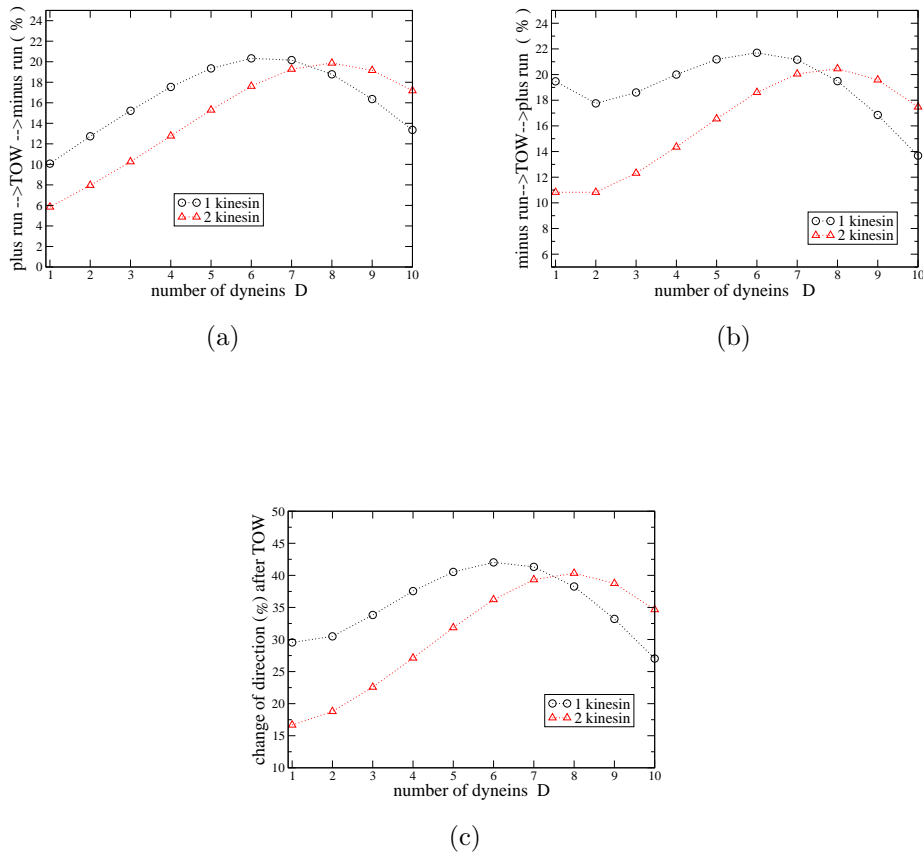 plus run -->TOW -->minus run ( % )
24
22
20
18
16
14
12
10
8
6
4
2
0
1 kinesin
2 kinesin
1 2 3 4 5 6 7 8 9 10
number of dyneins D
(a)
minus run-->TOW-->plus run ( % )
24
22
20
18
16
14
12
10
8
6
1 kinesin
2 kinesin
1 2 3 4 5 6 7 8 9 10
number of dyneins D
(b)
change of direction (%) after TOW
50
45
40
35
30
25
20
15
10
1 kinesin
2 kinesin
1 2 3 4 5 6 7 8 9 10
number of dyneins D
(c)